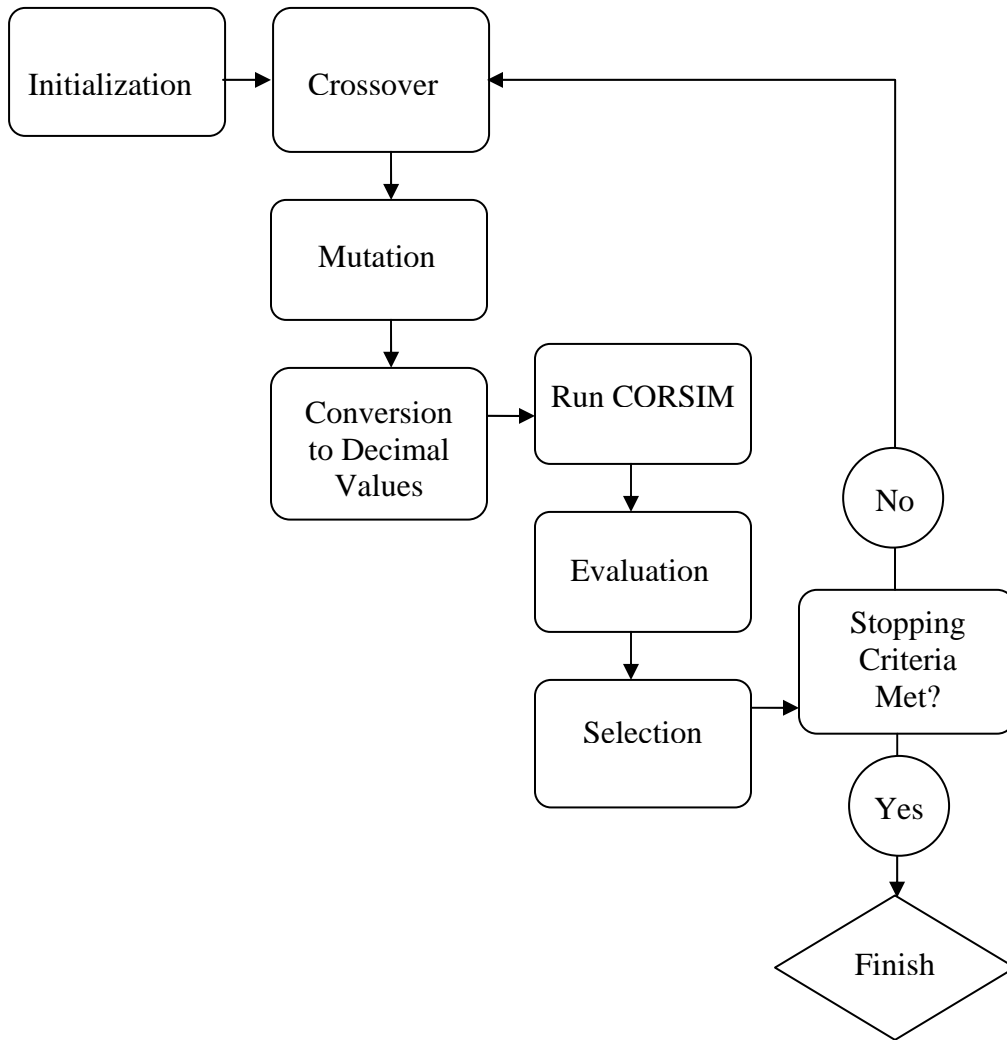 Initialization
Crossover
Mutation
Conversion
to Decimal
Values
Run CORSIM
Evaluation
Selection
Stopping
Criteria
Met?
No
Yes
Finish